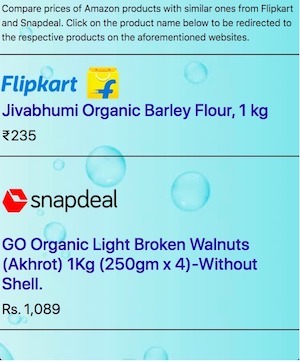 Compare prices of Amazon products with similar ones from Flipkart
and Snapdeal. Click on the product name below to be redirected to
the respective products on the aforementioned websites.
Flipkart
Jivabhumi Organic Barley Flour, 1 kg
₹235
snapdeal
GO Organic Light Broken Walnuts
(Akhrot) 1Kg (250gm x 4)-Without
Shell.
Rs. 1,089